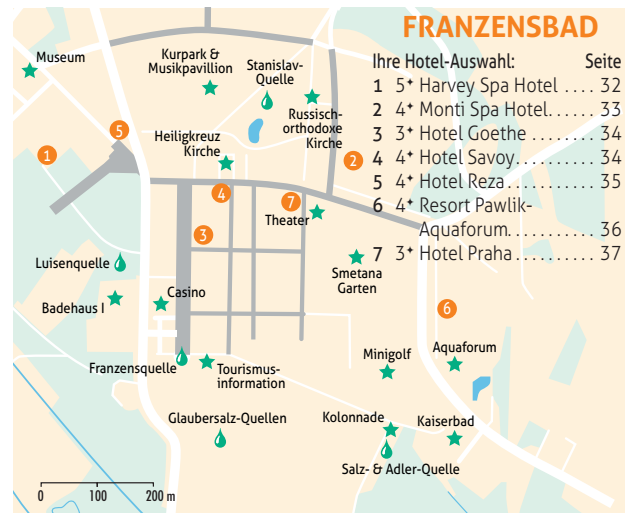 FRANZENSBAD
Ihre Hotel-Auswahl: Seite
1 5✦ Harvey Spa Hotel .... 32
2 4✦ Monti Spa Hotel.... 33
3 3✦ Hotel Goethe ........ 34
4 4✦ Hotel Savoy.......... 34
5 4✦ Hotel Reza........... 35
6 4✦ Resort Pawlik-
Aquaforum........... 36
7 3✦ Hotel Praha.......... 37
Museum
Kurpark &
Musikpavillion
Stanislav-
Quelle
Russisch-
orthodoxe
Kirche
Heiligkreuz
Kirche
5
1
2
4
7
Theater
3
Luisenquelle
Smetana
Garten
Casino
Badehaus I
6
Franzensquelle
Tourismus-
information
Minigolf
Aquaforum
Glaubersalz-Quellen
Kolonnade
Kaiserbad
Salz- & Adler-Quelle
0 100 200 m